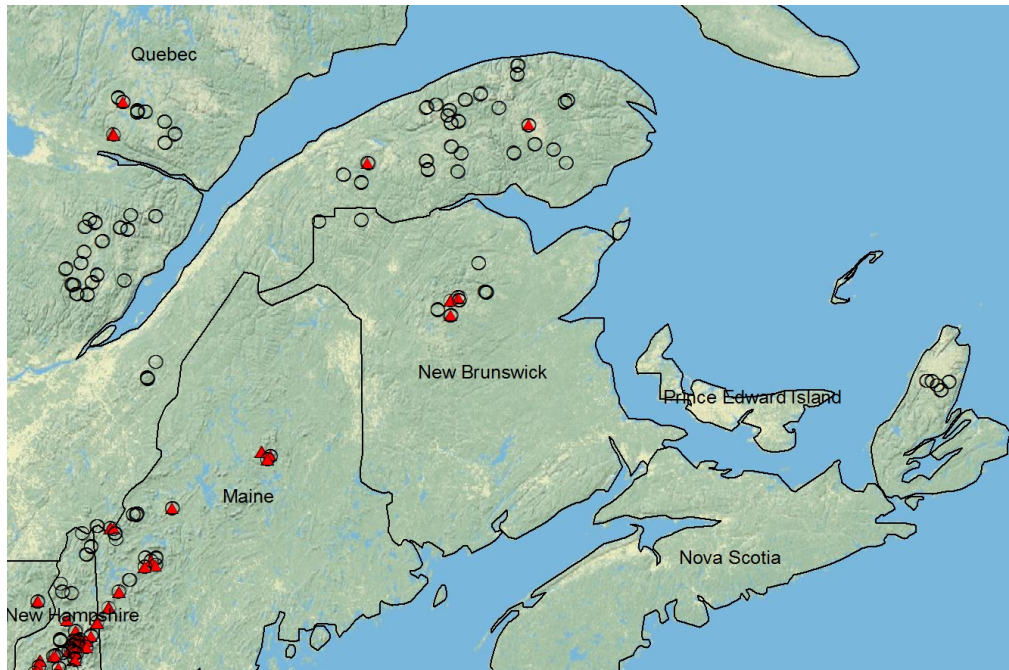 Quebec
New Brunswick
Prince Edward Island
Maine
Nova Scotia
New Hampshire